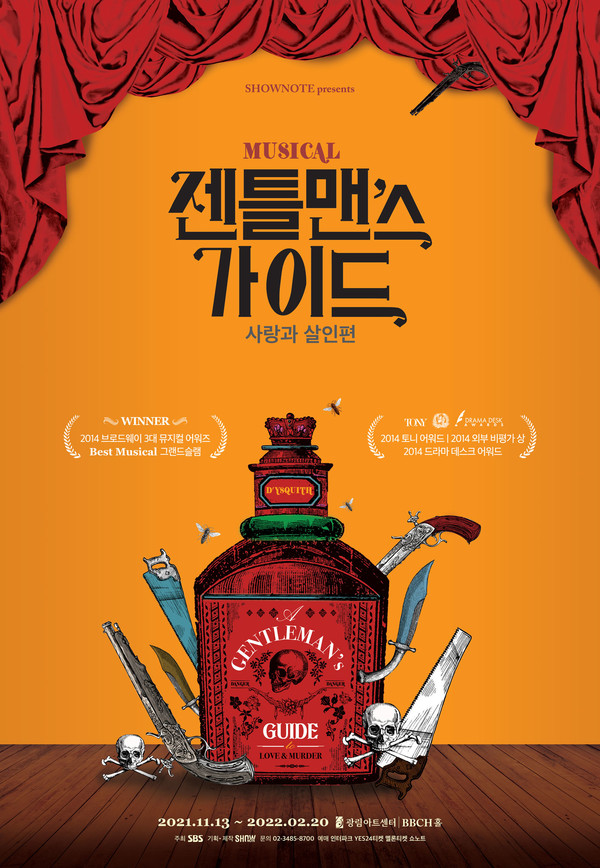 SHOWNOTE presents
MUSICAL
젠틀맨's
가이드
사랑과 살인편
WINNER
2014 브로드웨이 3대 뮤지컬 어워즈
Best Musical 그랜드슬램
TONY DRAMA DESK
AWARDS
2014 토니 어워드 | 2014 외부 비평가 상
2014 드라마 데스크 어워드
D'YSQUITH
A
GENTLEMAN's
DANGER DANGER
GUIDE
to
LOVE & MURDER
2021.11.13 ~ 2022.02.20 광림아트센터 | BBCH홀
주최 SBS 기획·제작 SHOW 문의 02-3485-8700 예매 인터파크 YES24티켓 멜론티켓 쇼노트